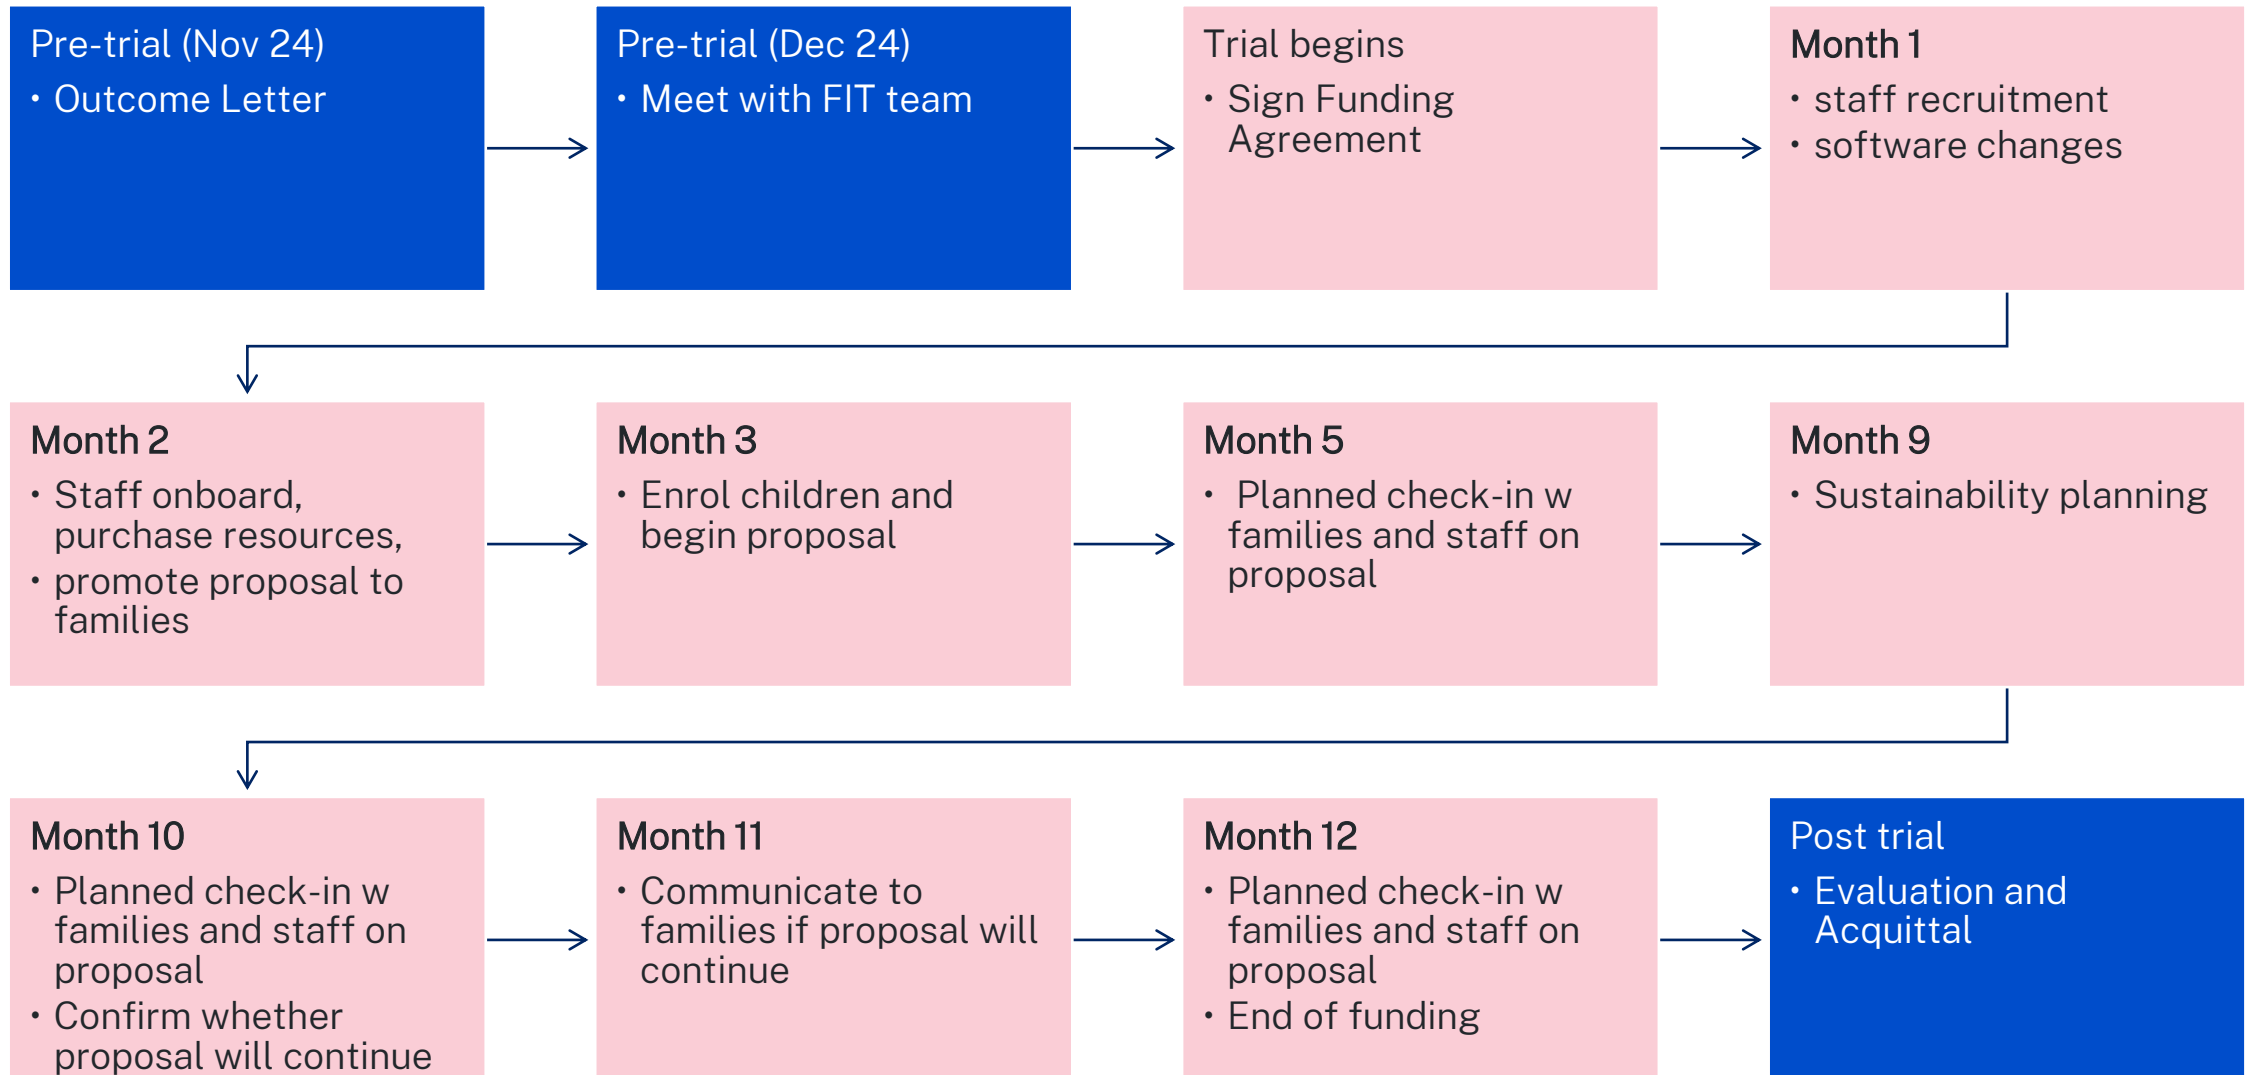 Pre-trial (Nov 24)
• Outcome Letter
Pre-trial (Dec 24)
• Meet with FIT team
Trial begins
• Sign Funding
Agreement
Month 1
• staff recruitment
• software changes
Month 2
• Staff onboard,
purchase resources,
• promote proposal to
families
Month 3
• Enrol children and
begin proposal
Month 5
• Planned check-in w
families and staff on
proposal
Month 9
• Sustainability planning
Month 10
• Planned check-in w
families and staff on
proposal
• Confirm whether
proposal will continue
Month 11
• Communicate to
families if proposal will
continue
Month 12
• Planned check-in w
families and staff on
proposal
• End of funding
Post trial
• Evaluation and
Acquittal